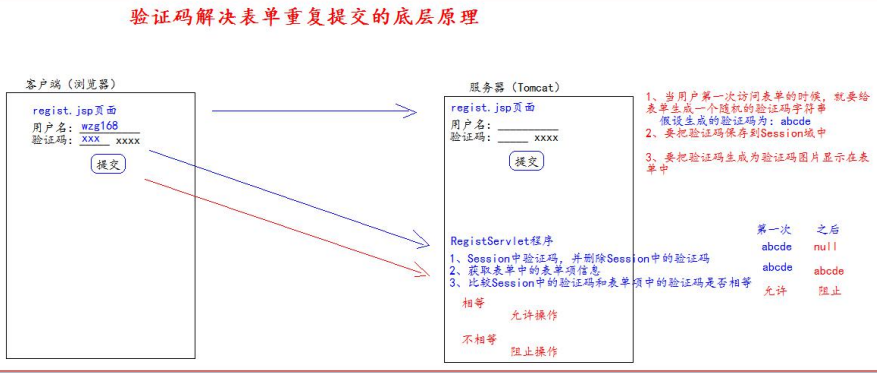 验证码解决表单重复提交的底层原理
客户端（浏览器）
regist.jsp页面
用户名：wzg168
验证码：xxx xxxx
提交
服务器（Tomcat）
regist.jsp页面
用户名：
验证码： xxxx
提交
1、当用户第一次访问表单的时候，就要给
表单生成一个随机的验证码字符串
假设生成的验证码为：abcde
2、要把验证码保存到Session域中
3、要把验证码生成为验证码图片显示在表
单中
RegistServlet程序
1、Session中验证码，并删除Session中的验证码
2、获取表单中的表单项信息
3、比较Session中的验证码和表单项中的验证码是否相等
相等
允许操作
不相等
阻止操作
第一次 之后
abcde null
abcde abcde
允许 阻止